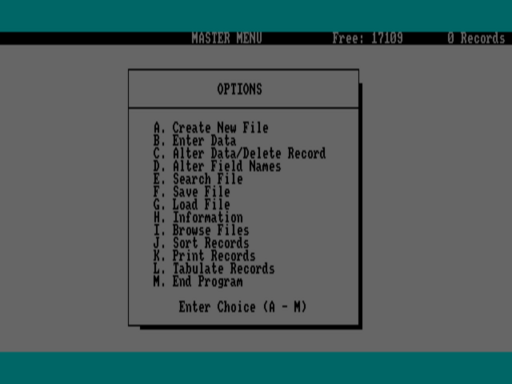 MASTER MENU Free: 17109 0 Records
OPTIONS
A. Create New File
B. Enter Data
C. Alter Data/Delete Record
D. Alter Field Names
E. Search File
F. Save File
G. Load File
H. Information
I. Browse Files
J. Sort Records
K. Print Records
L. Tabulate Records
M. End Program
Enter Choice (A - M)